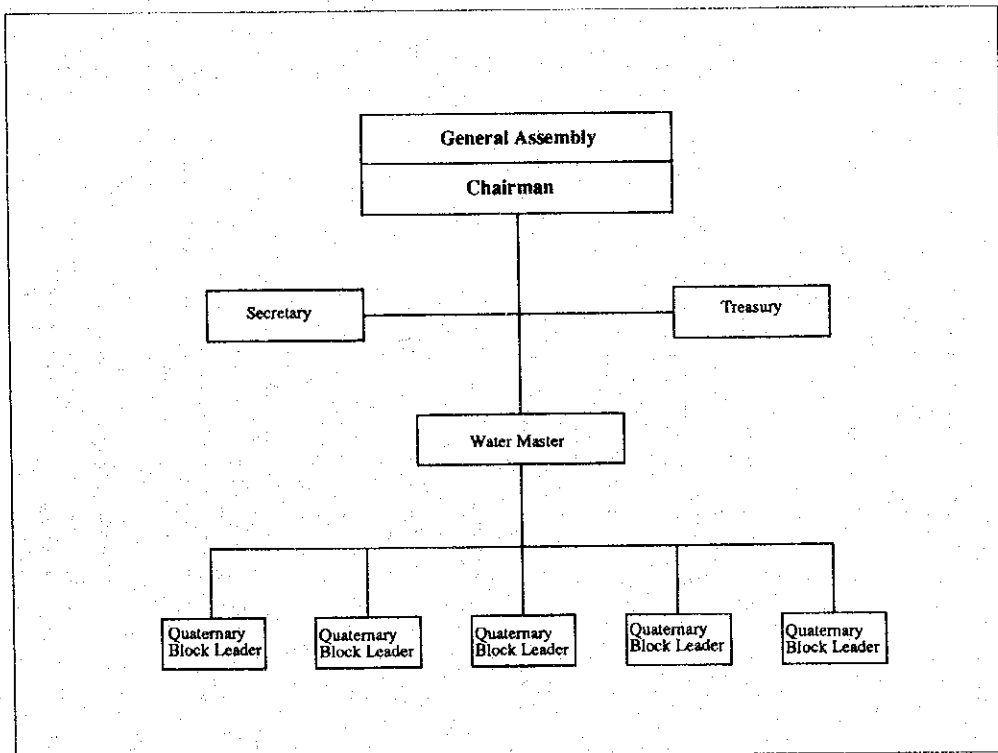 General Assembly
Chairman
Secretary
Treasury
Water Master
Quaternary
Block Leader
Quaternary
Block Leader
Quaternary
Block Leader
Quaternary
Block Leader
Quaternary
Block Leader